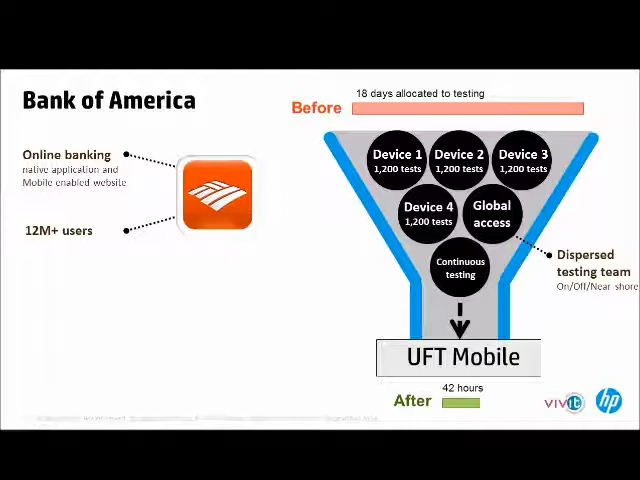 Bank of America
18 days allocated to testing
Before
Online banking
native application and
Mobile enabled website
12M+ users
Device 1
1,200 tests
Device 2
1,200 tests
Device 3
1,200 tests
Device 4
1,200 tests
Global
access
Continuous
testing
Dispersed
testing team
On/Off/Near-shore
UFT Mobile
42 hours
After
vivit
hp